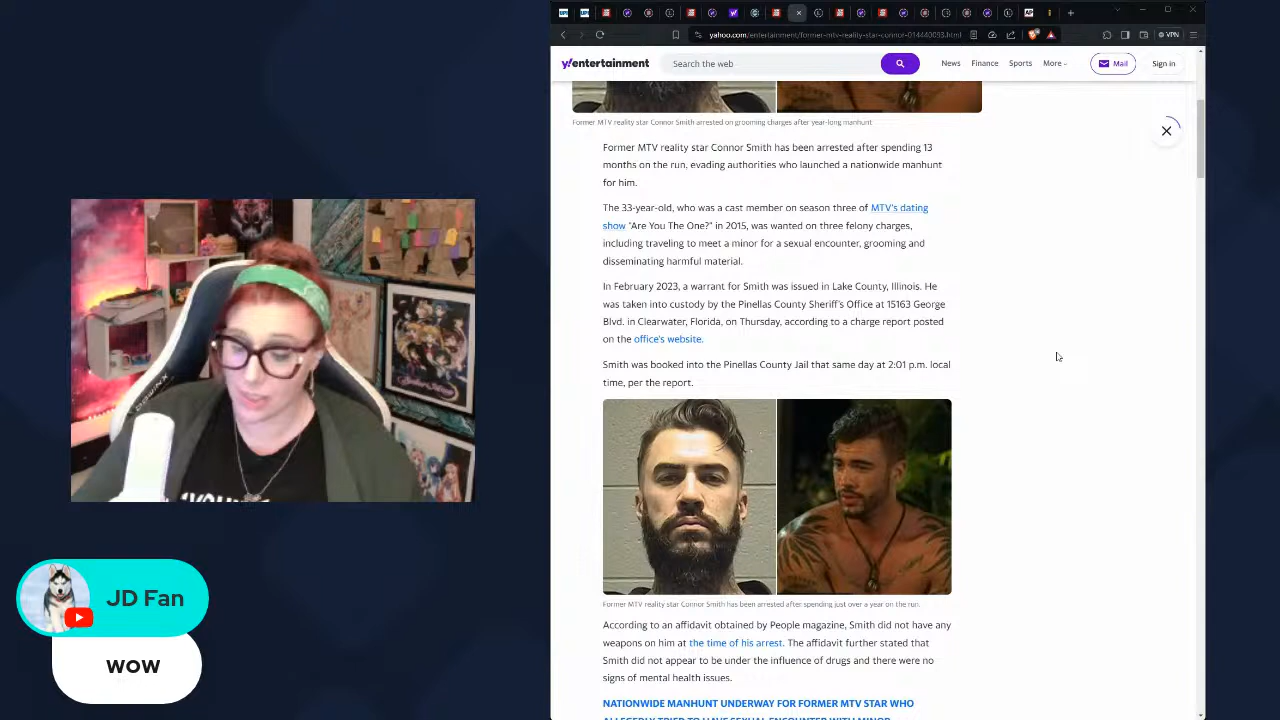 yahoo.com/entertainment/former-mtv-reality-star-connor-014440093.html
VPN
y!entertainment
Search the web
News
Finance
Sports
More
Mail
Sign in
Former MTV reality star Connor Smith arrested on grooming charges after year-long manhunt
Former MTV reality star Connor Smith has been arrested after spending 13
months on the run, evading authorities who launched a nationwide manhunt
for him.
The 33-year-old, who was a cast member on season three of MTV's dating
show "Are You The One?" in 2015, was wanted on three felony charges,
including traveling to meet a minor for a sexual encounter, grooming and
disseminating harmful material.
In February 2023, a warrant for Smith was issued in Lake County, Illinois. He
was taken into custody by the Pinellas County Sheriff's Office at 15163 George
Blvd. in Clearwater, Florida, on Thursday, according to a charge report posted
on the office's website.
Smith was booked into the Pinellas County Jail that same day at 2:01 p.m. local
time, per the report.
Former MTV reality star Connor Smith has been arrested after spending just over a year on the run.
According to an affidavit obtained by People magazine, Smith did not have any
weapons on him at the time of his arrest. The affidavit further stated that
Smith did not appear to be under the influence of drugs and there were no
signs of mental health issues.
NATIONWIDE MANHUNT UNDERWAY FOR FORMER MTV STAR WHO
ALLEGEDLY TRIED TO HAVE SEXUAL ENCOUNTER WITH MINOR
JD Fan
wow